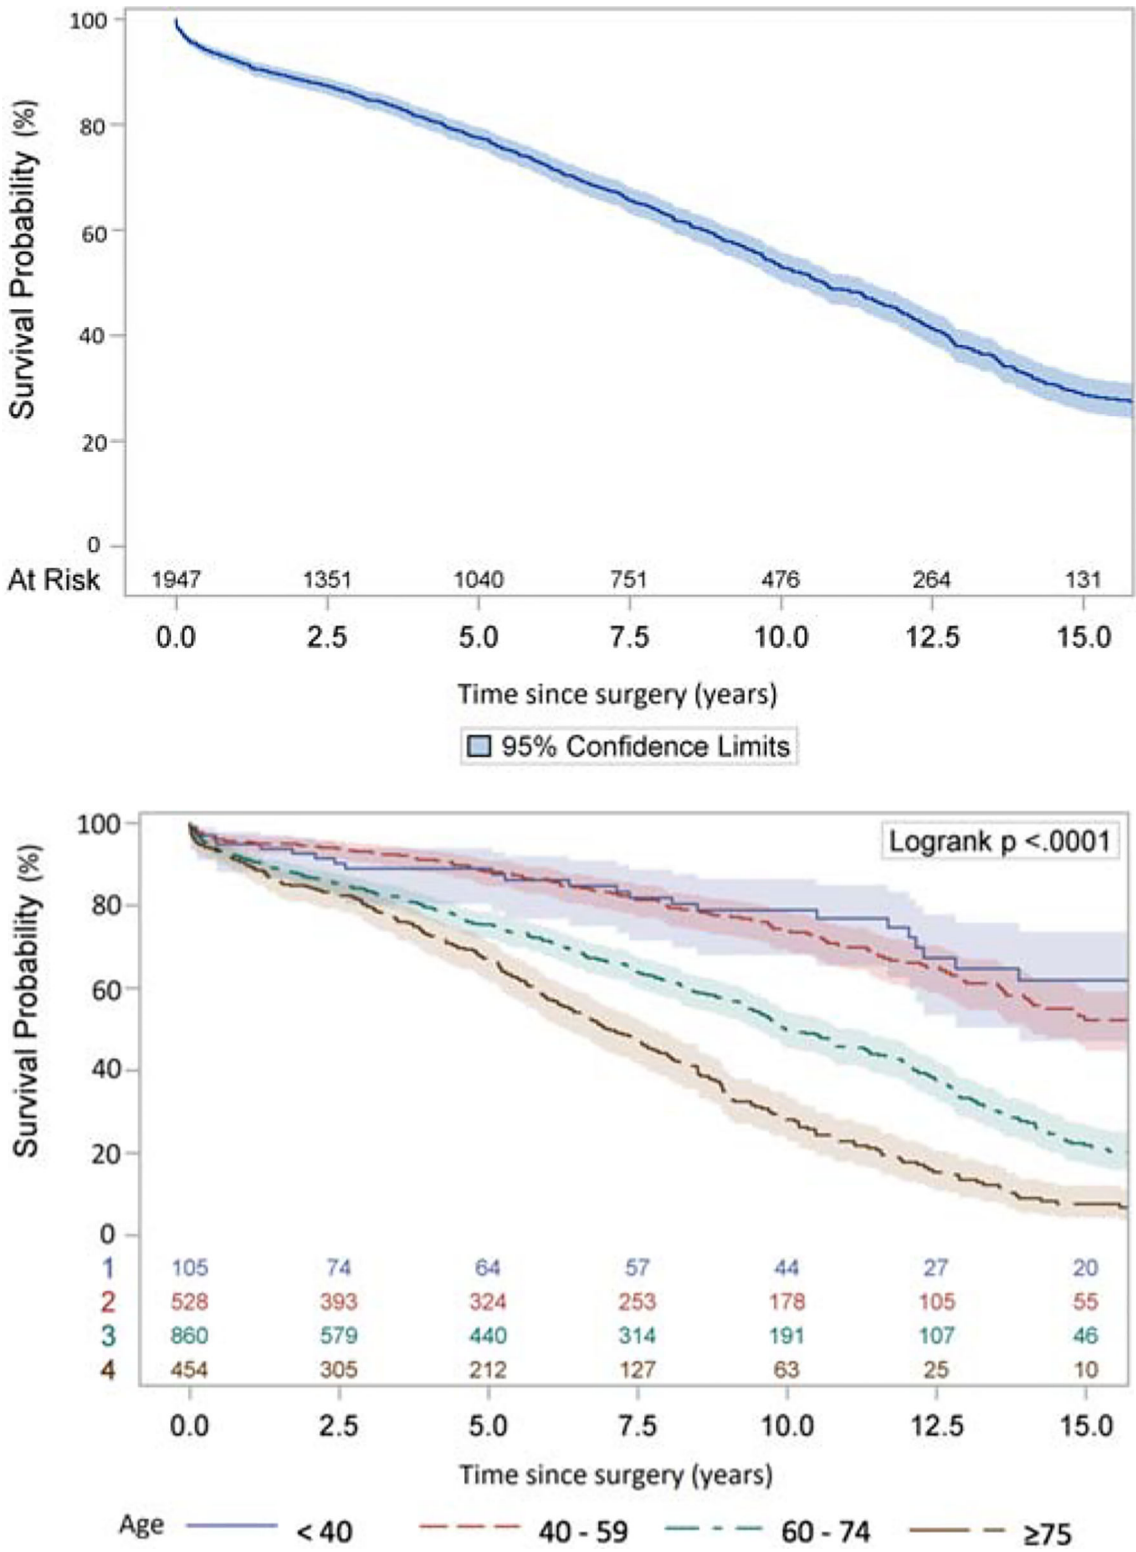 Survival Probability (%)
100
80
60
40
20
0
At Risk 1947 1351 1040 751 476 264 131
0.0 2.5 5.0 7.5 10.0 12.5 15.0
Time since surgery (years)
95% Confidence Limits
Survival Probability (%)
Logrank p <.0001
100
80
60
40
20
0
1 105 74 64 57 44 27 20
2 528 393 324 253 178 105 55
3 860 579 440 314 191 107 46
4 454 305 212 127 63 25 10
0.0 2.5 5.0 7.5 10.0 12.5 15.0
Time since surgery (years)
Age < 40 40 - 59 60 - 74 ≥75